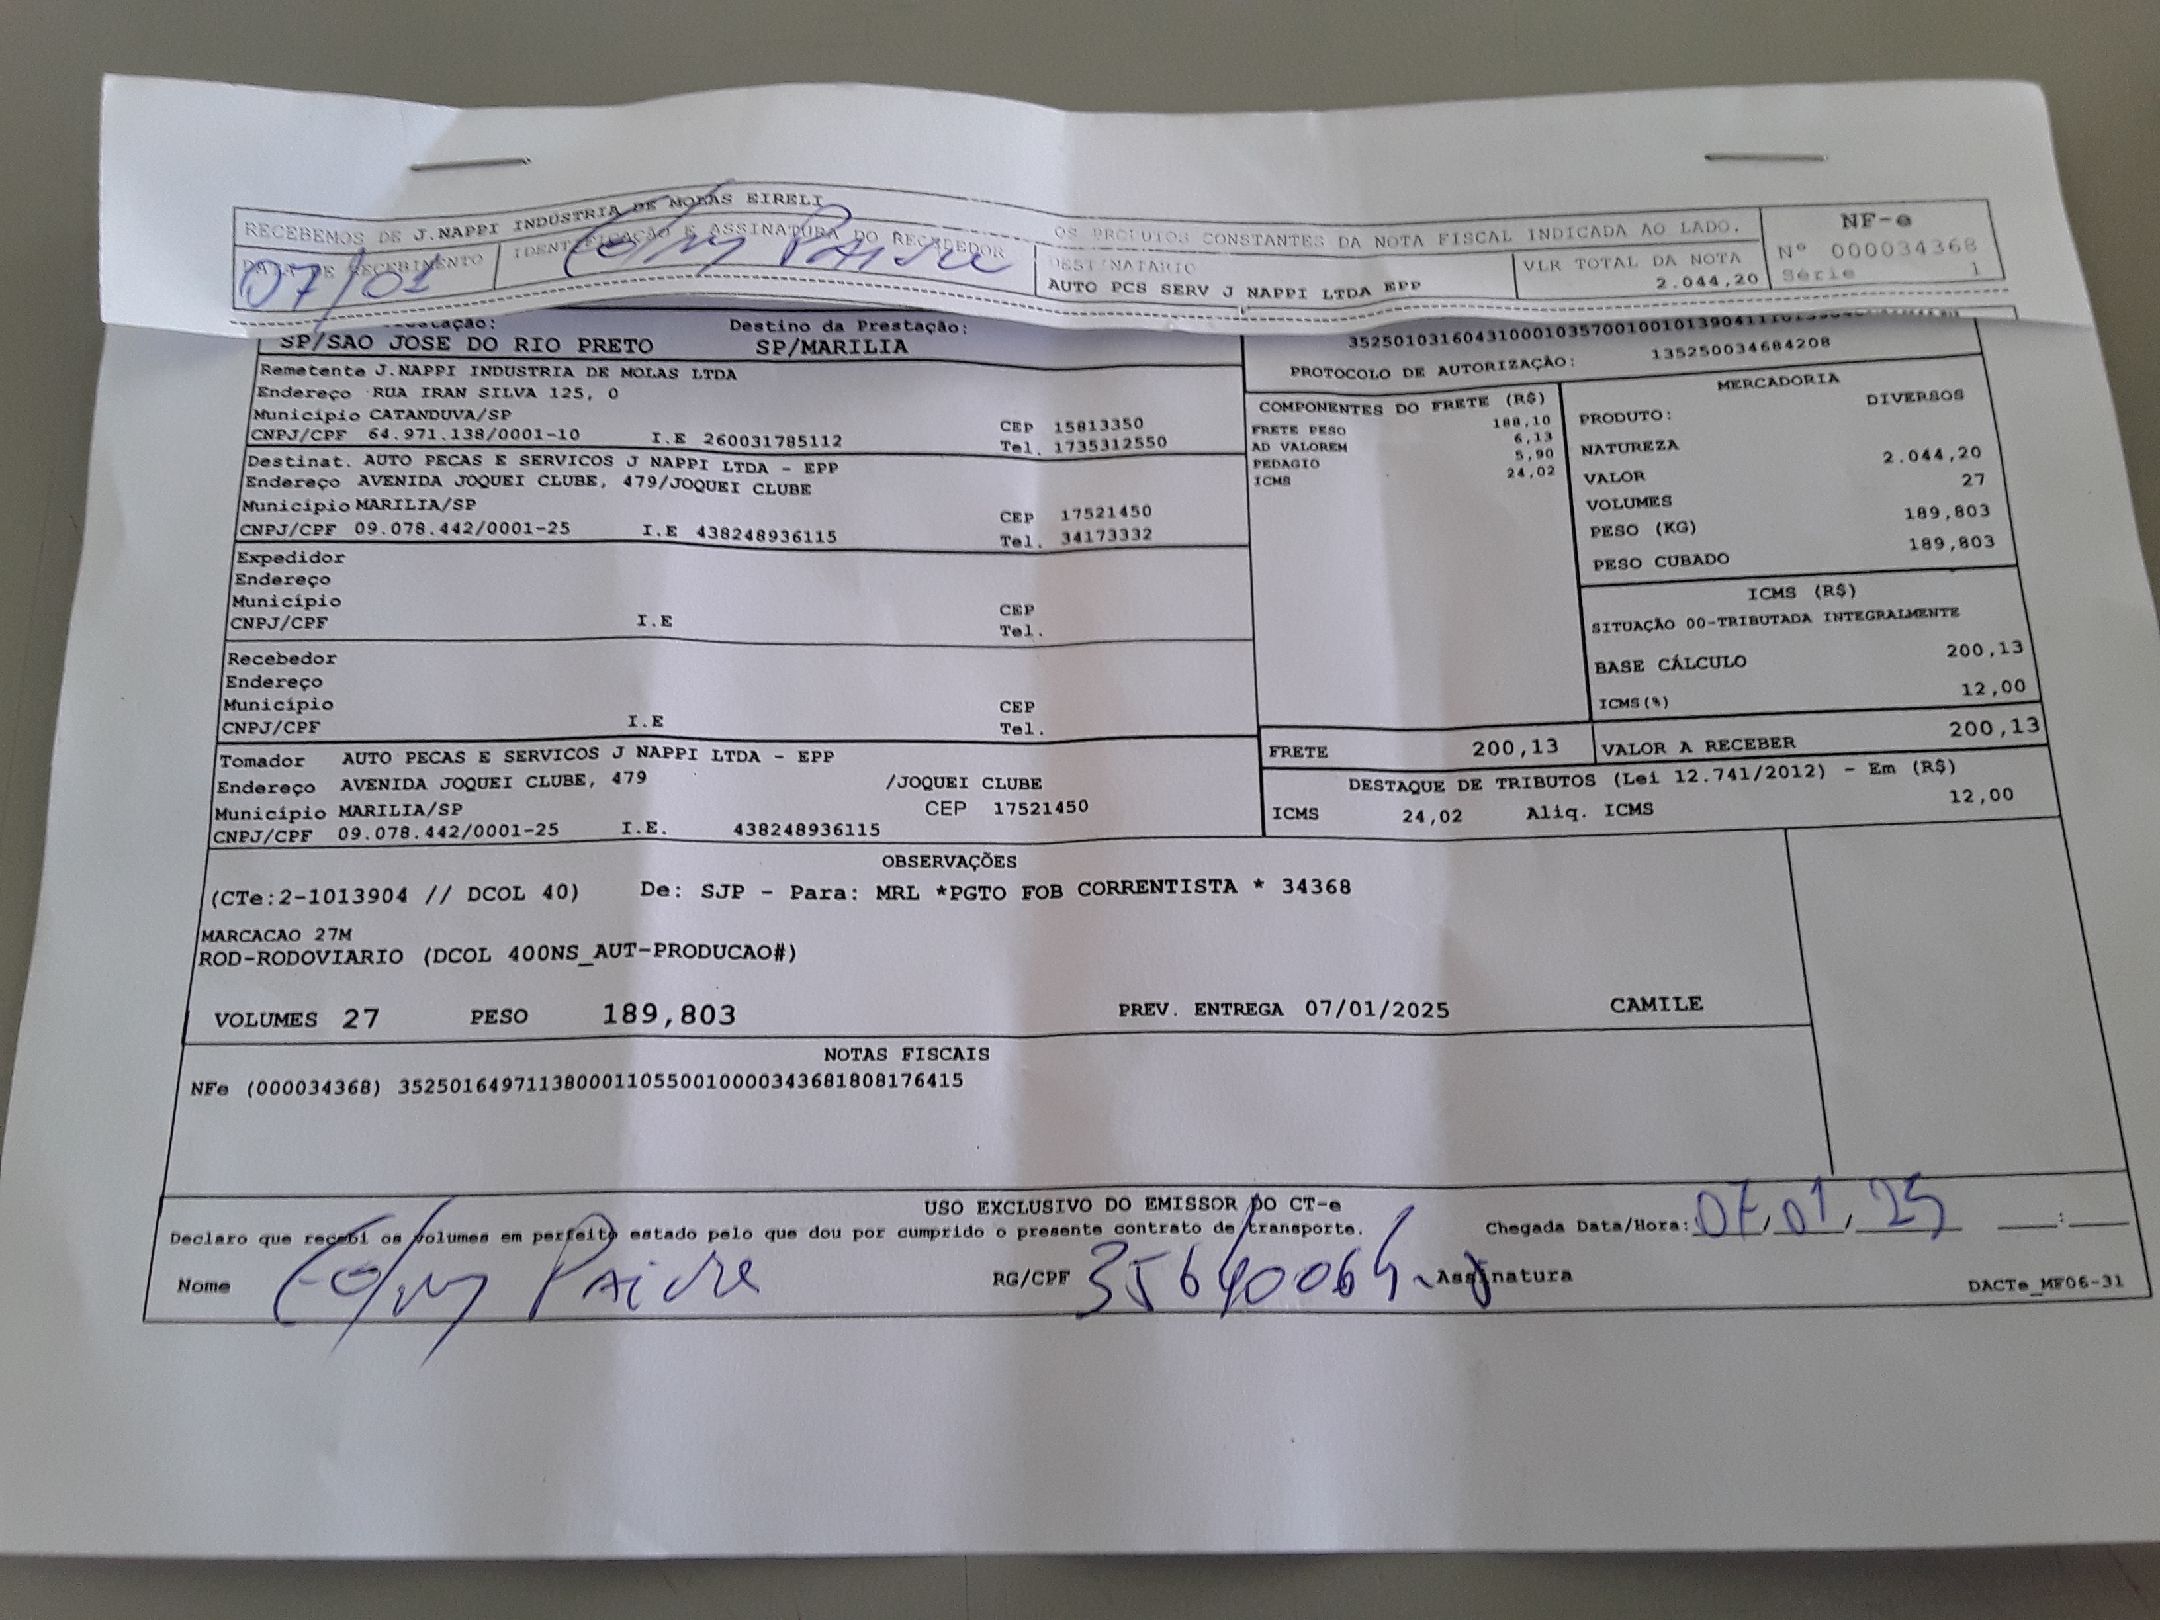 RECEBEMOS DE J.NAPPI INDÚSTRIA DE MOLAS EIRELI OS PRODUTOS CONSTANTES DA NOTA FISCAL INDICADA AO LADO.
NF-e
Nº 000034368
Série 1
DATA DE RECEBIMENTO
07/01
IDENTIFICAÇÃO E ASSINATURA DO RECEBEDOR
DESTINATÁRIO
AUTO PCS SERV J NAPPI LTDA EPP
VLR TOTAL DA NOTA
2.044,20
Destino da Prestação:
SP/SAO JOSE DO RIO PRETO SP/MARILIA
PROTOCOLO DE AUTORIZAÇÃO: 135250034684208
Remetente J.NAPPI INDUSTRIA DE MOLAS LTDA
Endereço RUA IRAN SILVA 125, 0
Município CATANDUVA/SP CEP 15813350
CNPJ/CPF 64.971.138/0001-10 I.E 260031785112 Tel. 1735312550
Destinat. AUTO PECAS E SERVICOS J NAPPI LTDA - EPP
Endereço AVENIDA JOQUEI CLUBE, 479/JOQUEI CLUBE
Município MARILIA/SP CEP 17521450
CNPJ/CPF 09.078.442/0001-25 I.E 438248936115 Tel. 34173332
Expedidor
Endereço
Município CEP
CNPJ/CPF I.E Tel.
Recebedor
Endereço
Município CEP
CNPJ/CPF I.E Tel.
Tomador AUTO PECAS E SERVICOS J NAPPI LTDA - EPP
Endereço AVENIDA JOQUEI CLUBE, 479 /JOQUEI CLUBE
Município MARILIA/SP CEP 17521450
CNPJ/CPF 09.078.442/0001-25 I.E. 438248936115
COMPONENTES DO FRETE (R$)
FRETE PESO 188,10
AD VALOREM 6,13
PEDAGIO 5,90
ICMS 24,02
MERCADORIA
PRODUTO: DIVERSOS
NATUREZA
VALOR 2.044,20
VOLUMES 27
PESO (KG) 189,803
PESO CUBADO 189,803
ICMS (R$)
SITUAÇÃO 00-TRIBUTADA INTEGRALMENTE
BASE CÁLCULO 200,13
ICMS(%) 12,00
FRETE 200,13 VALOR A RECEBER 200,13
DESTAQUE DE TRIBUTOS (Lei 12.741/2012) - Em (R$)
ICMS 24,02 Aliq. ICMS 12,00
OBSERVAÇÕES
(CTe:2-1013904 // DCOL 40) De: SJP - Para: MRL *PGTO FOB CORRENTISTA * 34368
MARCACAO 27M
ROD-RODOVIARIO (DCOL 400NS_AUT-PRODUCAO#)
VOLUMES 27 PESO 189,803 PREV. ENTREGA 07/01/2025 CAMILE
NOTAS FISCAIS
NFe (000034368) 35250164971138000110550010000343681808176415
USO EXCLUSIVO DO EMISSOR DO CT-e
Declaro que recebi os volumes em perfeito estado pelo que dou por cumprido o presente contrato de transporte. Chegada Data/Hora: 07/01/25 __:__
Nome RG/CPF Assinatura
DACTe_MF06-31